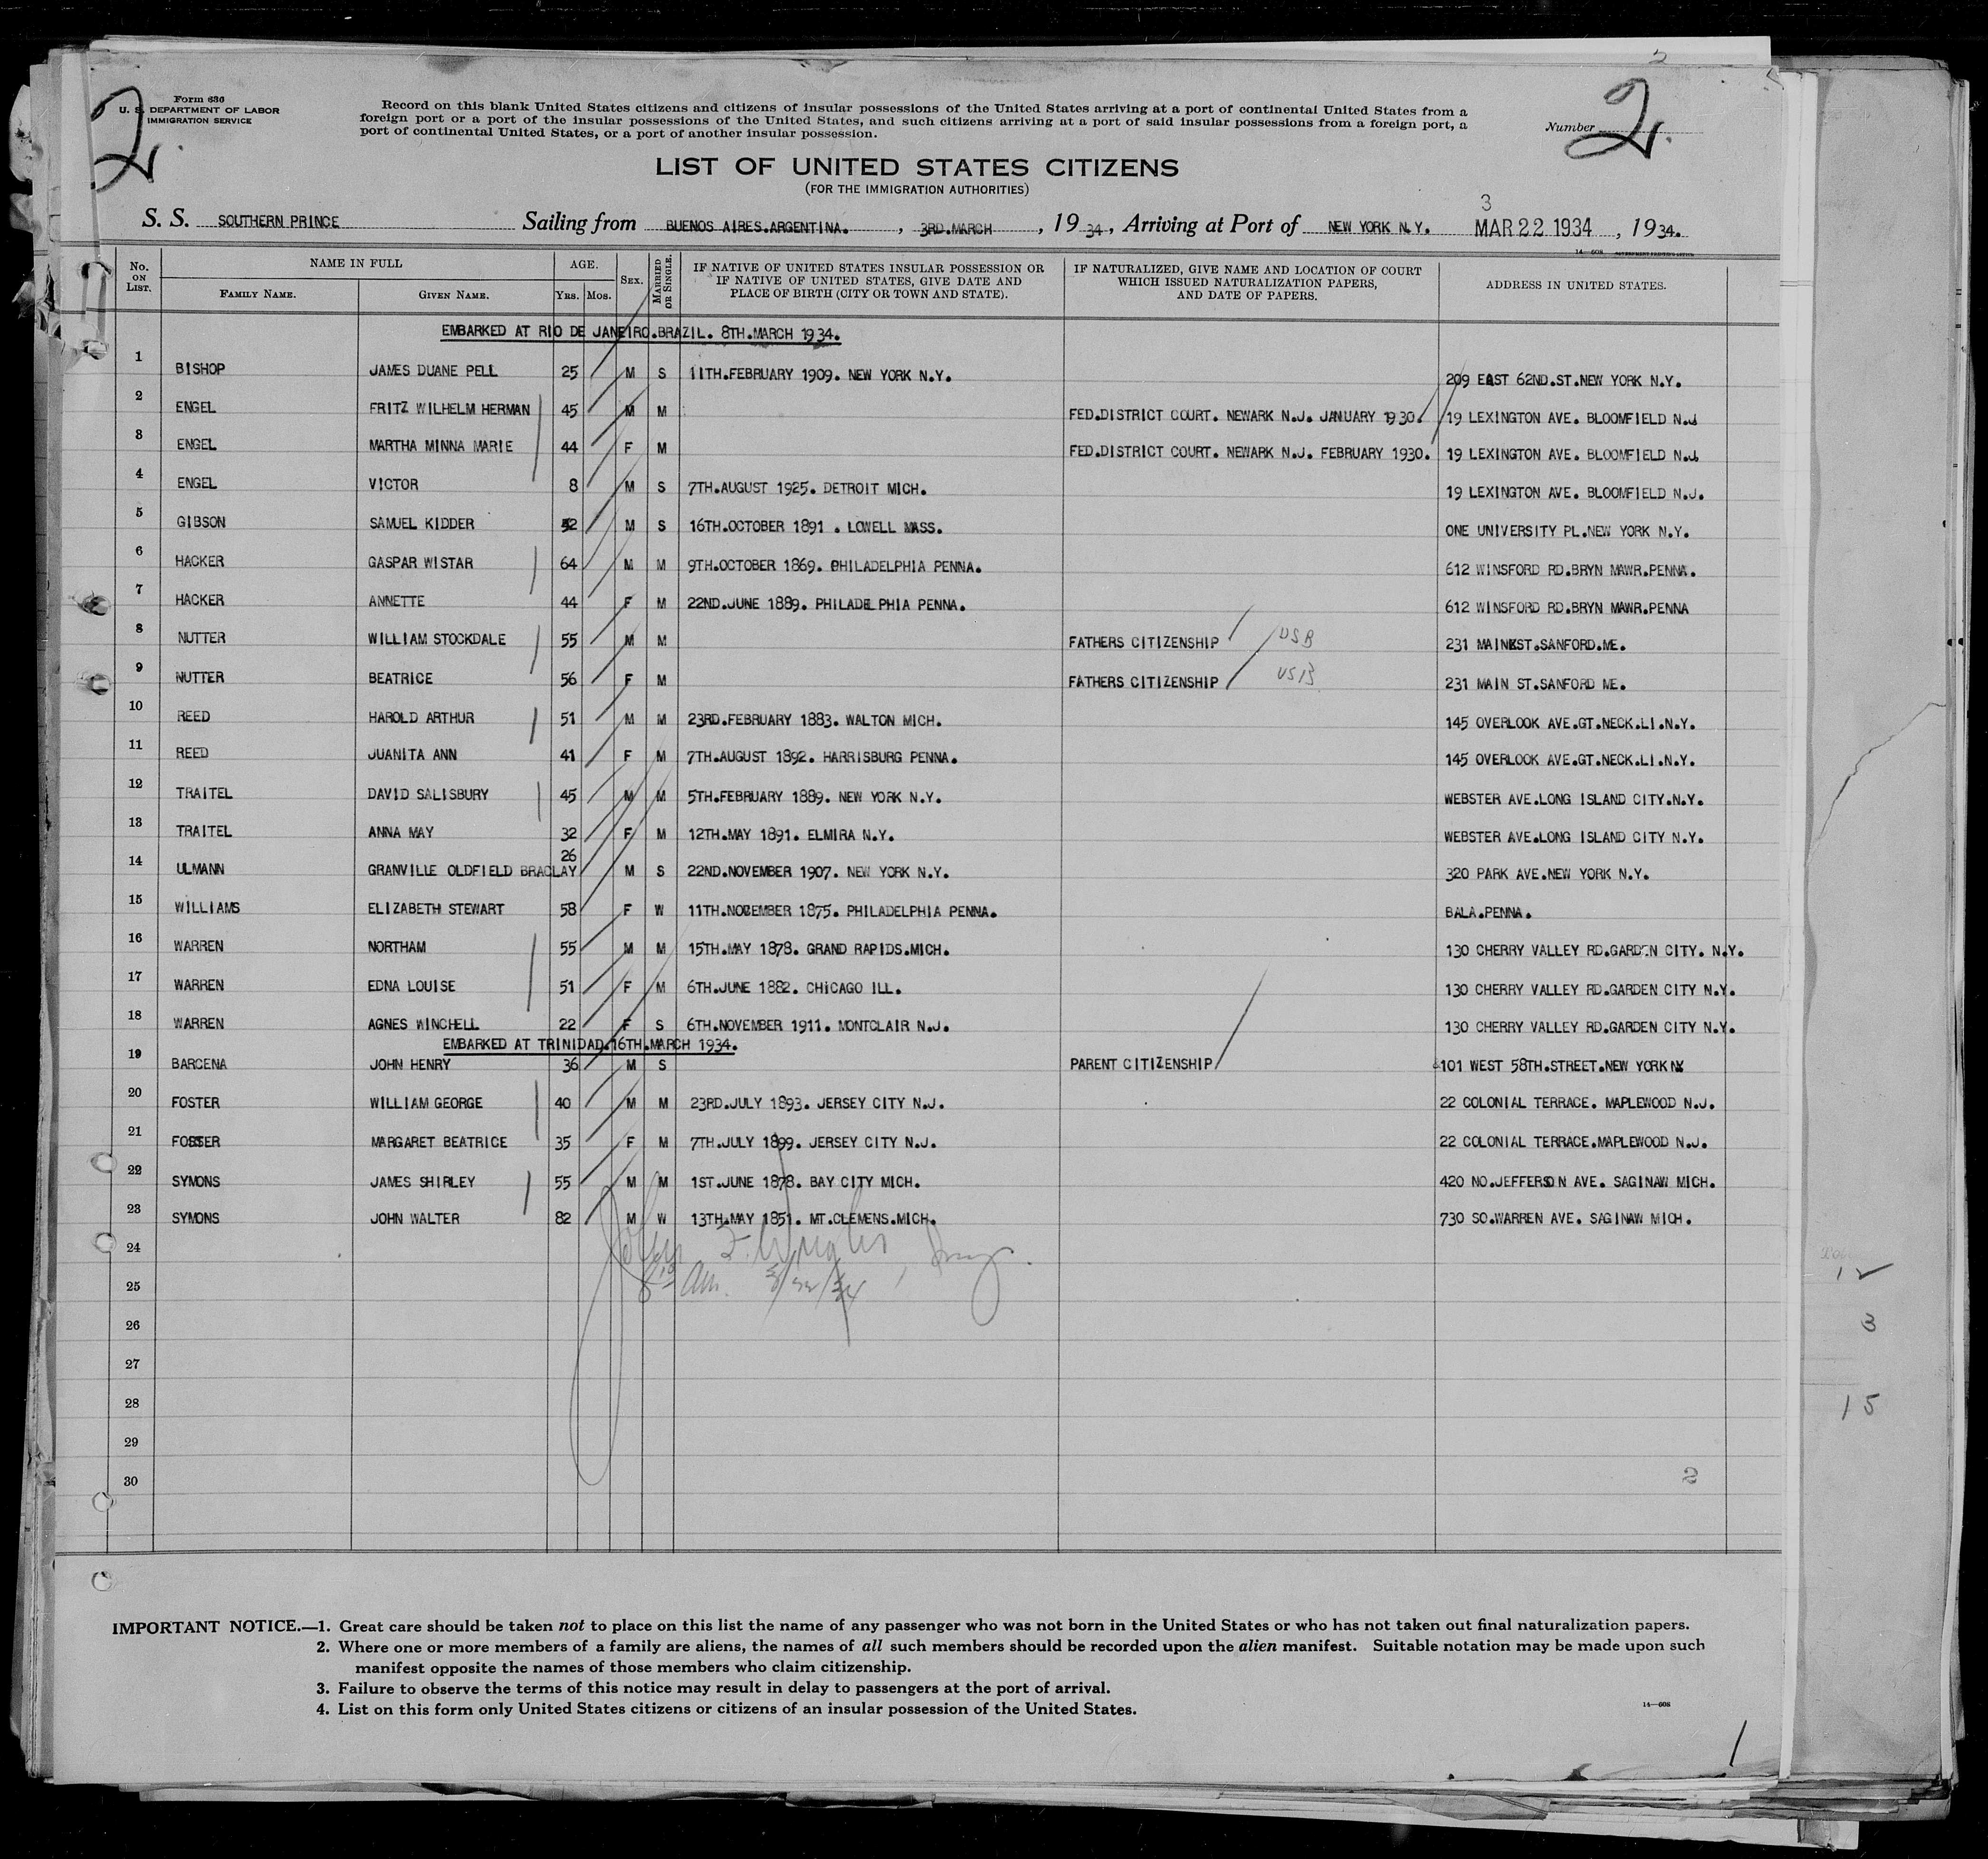 2
Form 630
U. S. DEPARTMENT OF LABOR
IMMIGRATION SERVICE
2.
2.
Record on this blank United States citizens and citizens of insular possessions of the United States arriving at a port of continental United States from a
foreign port or a port of the insular possessions of the United States, and such citizens arriving at a port of said insular possessions from a foreign port, a
port of continental United States, or a port of another insular possession.
Number
LIST OF UNITED STATES CITIZENS
(FOR THE IMMIGRATION AUTHORITIES)
3
S. S. SOUTHERN PRINCE Sailing from BUENOS AIRES.ARGENTINA. , 3RD.MARCH , 19 34 , Arriving at Port of NEW YORK N.Y. MAR 22 1934 , 19 34.
14—608
No. ON LIST. NAME IN FULL AGE. SEX. MARRIED OR SINGLE. IF NATIVE OF UNITED STATES INSULAR POSSESSION OR IF NATIVE OF UNITED STATES, GIVE DATE AND PLACE OF BIRTH (CITY OR TOWN AND STATE). IF NATURALIZED, GIVE NAME AND LOCATION OF COURT WHICH ISSUED NATURALIZATION PAPERS, AND DATE OF PAPERS. ADDRESS IN UNITED STATES.
FAMILY NAME. GIVEN NAME. Yrs. Mos.
EMBARKED AT RIO DE JANEIRO.BRAZIL. 8TH.MARCH 1934.
1 BISHOP JAMES DUANE PELL 25 M S 11TH.FEBRUARY 1909. NEW YORK N.Y. 209 EAST 62ND.ST.NEW YORK N.Y.
2 ENGEL FRITZ WILHELM HERMAN 45 M M FED.DISTRICT COURT. NEWARK N.J. JANUARY 1930. 19 LEXINGTON AVE. BLOOMFIELD N.J
3 ENGEL MARTHA MINNA MARIE 44 F M FED.DISTRICT COURT. NEWARK N.J. FEBRUARY 1930. 19 LEXINGTON AVE. BLOOMFIELD N.J.
4 ENGEL VICTOR 8 M S 7TH.AUGUST 1925. DETROIT MICH. 19 LEXINGTON AVE. BLOOMFIELD N.J.
5 GIBSON SAMUEL KIDDER 42 M S 16TH.OCTOBER 1891 . LOWELL MASS. ONE UNIVERSITY PL.NEW YORK N.Y.
6 HACKER GASPAR WISTAR 64 M M 9TH.OCTOBER 1869. PHILADELPHIA PENNA. 612 WINSFORD RD.BRYN MAWR.PENNA.
7 HACKER ANNETTE 44 F M 22ND.JUNE 1889. PHILADELPHIA PENNA. 612 WINSFORD RD.BRYN MAWR.PENNA
8 NUTTER WILLIAM STOCKDALE 55 M M FATHERS CITIZENSHIP USB 231 MAIN ST.SANFORD.ME.
9 NUTTER BEATRICE 56 F M FATHERS CITIZENSHIP USB 231 MAIN ST.SANFORD ME.
10 REED HAROLD ARTHUR 51 M M 23RD.FEBRUARY 1883. WALTON MICH. 145 OVERLOOK AVE.GT.NECK.LI.N.Y.
11 REED JUANITA ANN 41 F M 7TH.AUGUST 1892. HARRISBURG PENNA. 145 OVERLOOK AVE.GT.NECK.LI.N.Y.
12 TRAITEL DAVID SALISBURY 45 M M 5TH.FEBRUARY 1889. NEW YORK N.Y. WEBSTER AVE.LONG ISLAND CITY.N.Y.
13 TRAITEL ANNA MAY 32 F M 12TH.MAY 1891. ELMIRA N.Y. WEBSTER AVE.LONG ISLAND CITY N.Y.
14 ULMANN GRANVILLE OLDFIELD BRACLAY 26 M S 22ND.NOVEMBER 1907. NEW YORK N.Y. 320 PARK AVE.NEW YORK N.Y.
15 WILLIAMS ELIZABETH STEWART 58 F W 11TH.NOVEMBER 1875. PHILADELPHIA PENNA. BALA.PENNA.
16 WARREN NORTHAM 55 M M 15TH.MAY 1878. GRAND RAPIDS.MICH. 130 CHERRY VALLEY RD.GARDEN CITY. N.Y.
17 WARREN EDNA LOUISE 51 F M 6TH.JUNE 1882. CHICAGO ILL. 130 CHERRY VALLEY RD.GARDEN CITY N.Y.
18 WARREN AGNES WINCHELL 22 F S 6TH.NOVEMBER 1911. MONTCLAIR N.J. 130 CHERRY VALLEY RD.GARDEN CITY N.Y.
EMBARKED AT TRINIDAD.16TH.MARCH 1934.
19 BARCENA JOHN HENRY 36 M S PARENT CITIZENSHIP 101 WEST 58TH.STREET.NEW YORK NY
20 FOSTER WILLIAM GEORGE 40 M M 23RD.JULY 1893. JERSEY CITY N.J. 22 COLONIAL TERRACE. MAPLEWOOD N.J.
21 FOSTER MARGARET BEATRICE 35 F M 7TH.JULY 1899. JERSEY CITY N.J. 22 COLONIAL TERRACE.MAPLEWOOD N.J.
22 SYMONS JAMES SHIRLEY 55 M M 1ST.JUNE 1878. BAY CITY MICH. 420 NO.JEFFERSON AVE. SAGINAW MICH.
23 SYMONS JOHN WALTER 82 M W 13TH.MAY 1851. MT.CLEMENS.MICH. 730 SO.WARREN AVE. SAGINAW MICH.
24
25 Am. 3/22/34
26
27
28
29
30
2
12
3
15
IMPORTANT NOTICE.—1. Great care should be taken not to place on this list the name of any passenger who was not born in the United States or who has not taken out final naturalization papers.
2. Where one or more members of a family are aliens, the names of all such members should be recorded upon the alien manifest. Suitable notation may be made upon such
manifest opposite the names of those members who claim citizenship.
3. Failure to observe the terms of this notice may result in delay to passengers at the port of arrival.
4. List on this form only United States citizens or citizens of an insular possession of the United States.
14—608